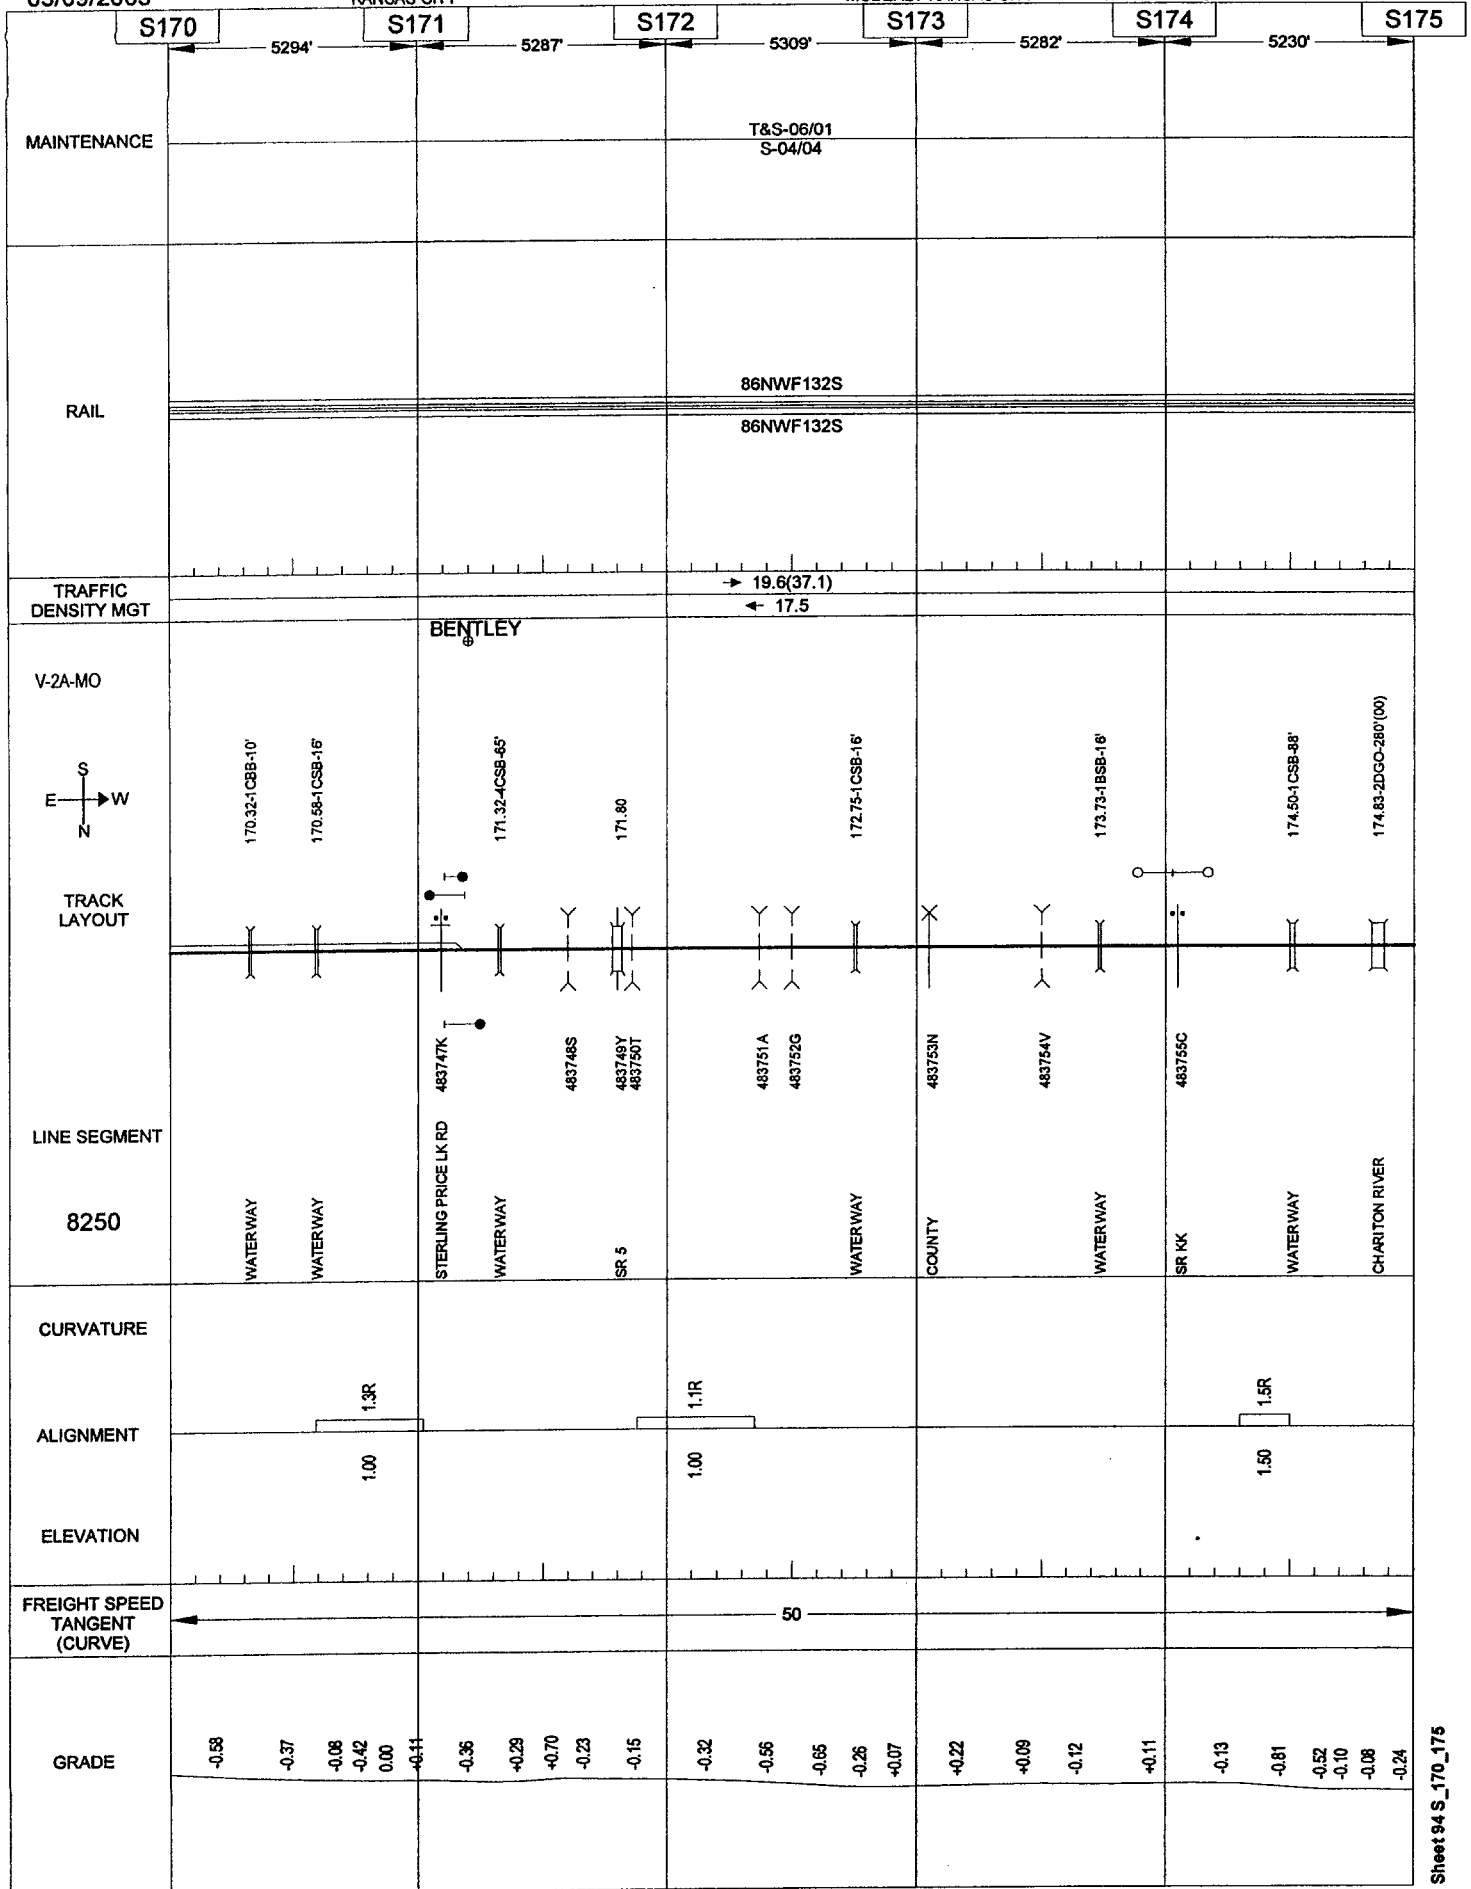 S170
S171
S172
S173
S174
S175
5294'
5287'
5309'
5282'
5230'
MAINTENANCE
T&S-06/01
S-04/04
RAIL
86NWF132S
86NWF132S
TRAFFIC
DENSITY MGT
19.6(37.1)
17.5
BENTLEY
V-2A-MO
S
E W
N
170.32-1CBB-10'
170.58-1CSB-16'
171.32-4CSB-65'
171.80
172.75-1CSB-16'
173.73-1BSB-16'
174.50-1CSB-88'
174.83-2DGO-280'(00)
TRACK
LAYOUT
483747K
483748S
483749Y
483750T
483751A
483752G
483753N
483754V
483755C
LINE SEGMENT
8250
WATERWAY
WATERWAY
STERLING PRICE LK RD
WATERWAY
SR 5
WATERWAY
COUNTY
WATERWAY
SR KK
WATERWAY
CHARITON RIVER
CURVATURE
1.3R
1.1R
1.5R
ALIGNMENT
1.00
1.00
1.50
ELEVATION
FREIGHT SPEED
TANGENT
(CURVE)
50
GRADE
-0.58
-0.37
-0.08
-0.42
0.00
+0.11
-0.36
+0.29
+0.70
-0.23
-0.15
-0.32
-0.56
-0.65
-0.26
+0.07
+0.22
+0.09
-0.12
+0.11
-0.13
-0.81
-0.52
-0.10
-0.08
-0.24
Sheet 94 S_170_175